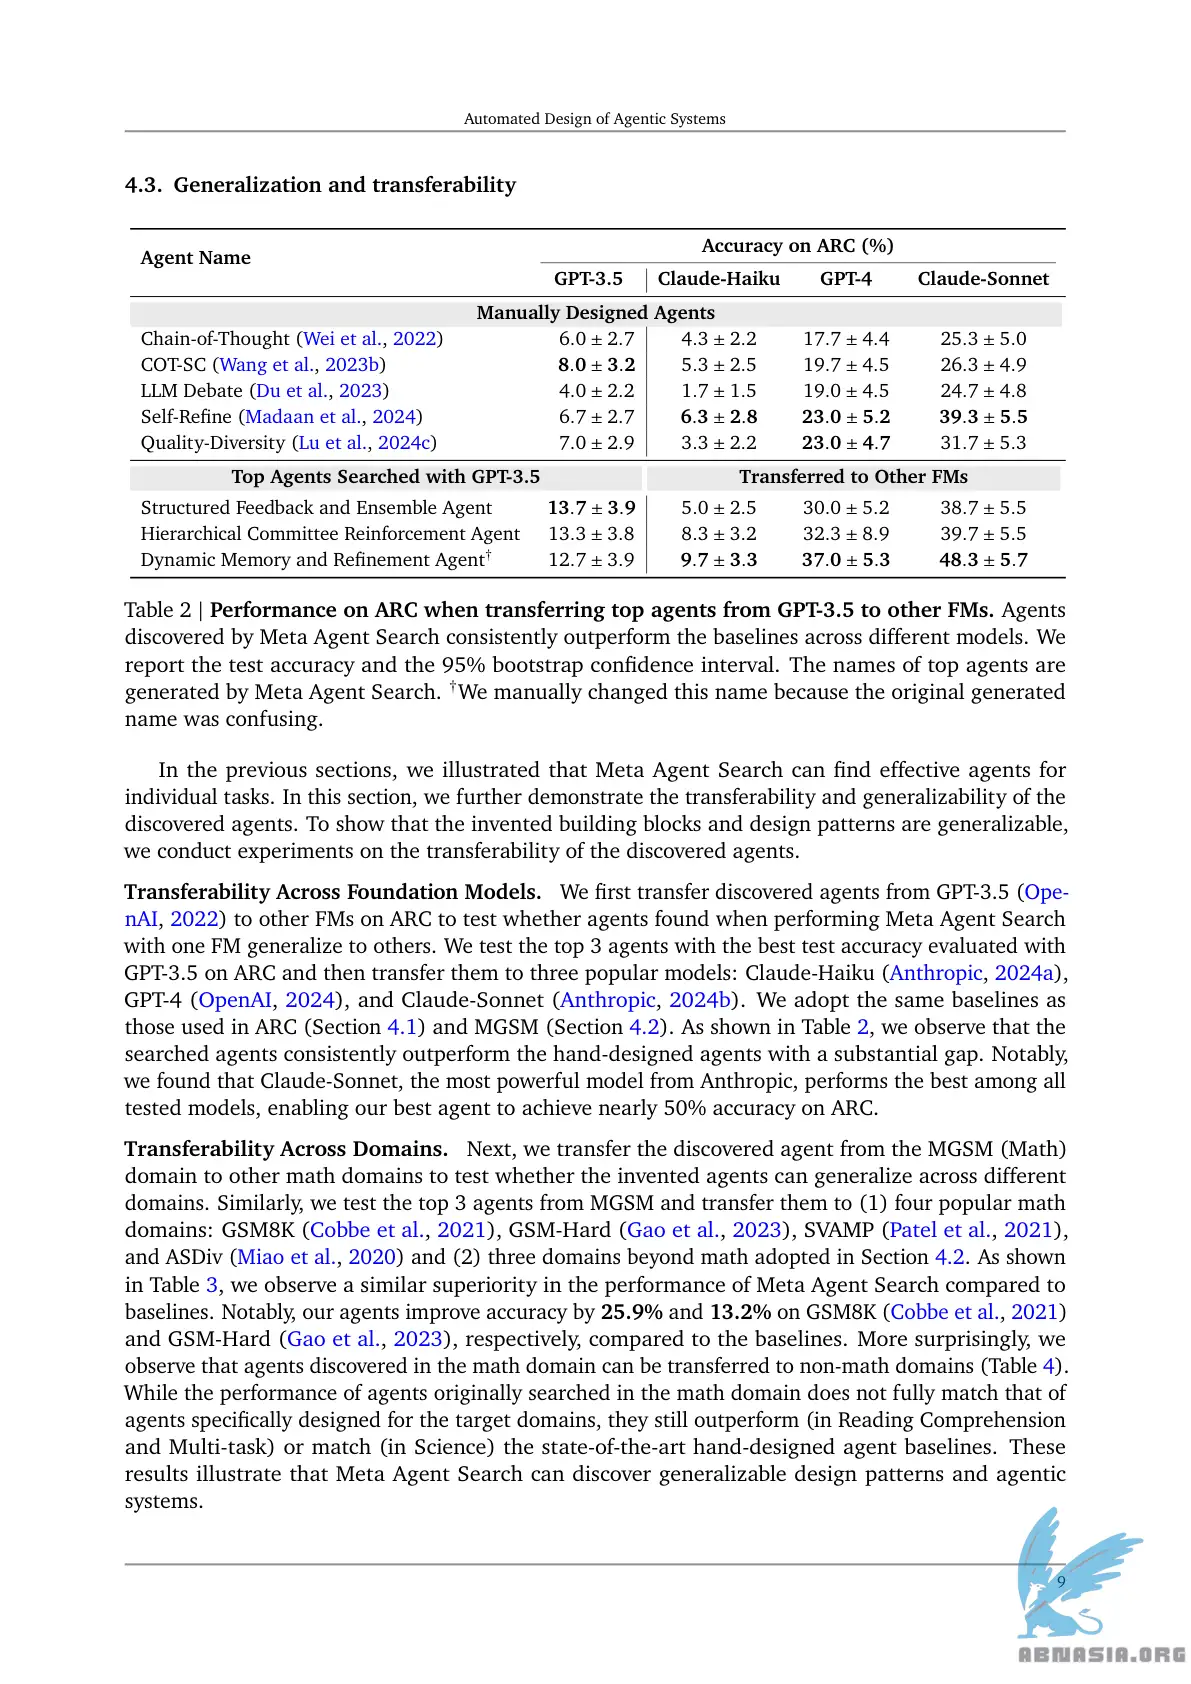 Automated Design of Agentic Systems
4.3. Generalization and transferability
Agent Name
Accuracy on ARC (%)
GPT-3.5 Claude-Haiku GPT-4 Claude-Sonnet
Manually Designed Agents
Chain-of-Thought (Wei et al., 2022) 6.0 ± 2.7 4.3 ± 2.2 17.7 ± 4.4 25.3 ± 5.0
COT-SC (Wang et al., 2023b) 8.0 ± 3.2 5.3 ± 2.5 19.7 ± 4.5 26.3 ± 4.9
LLM Debate (Du et al., 2023) 4.0 ± 2.2 1.7 ± 1.5 19.0 ± 4.5 24.7 ± 4.8
Self-Refine (Madaan et al., 2024) 6.7 ± 2.7 6.3 ± 2.8 23.0 ± 5.2 39.3 ± 5.5
Quality-Diversity (Lu et al., 2024c) 7.0 ± 2.9 3.3 ± 2.2 23.0 ± 4.7 31.7 ± 5.3
Top Agents Searched with GPT-3.5 Transferred to Other FMs
Structured Feedback and Ensemble Agent 13.7 ± 3.9 5.0 ± 2.5 30.0 ± 5.2 38.7 ± 5.5
Hierarchical Committee Reinforcement Agent 13.3 ± 3.8 8.3 ± 3.2 32.3 ± 8.9 39.7 ± 5.5
Dynamic Memory and Refinement Agent† 12.7 ± 3.9 9.7 ± 3.3 37.0 ± 5.3 48.3 ± 5.7
Table 2 | Performance on ARC when transferring top agents from GPT-3.5 to other FMs. Agents
discovered by Meta Agent Search consistently outperform the baselines across different models. We
report the test accuracy and the 95% bootstrap confidence interval. The names of top agents are
generated by Meta Agent Search. †We manually changed this name because the original generated
name was confusing.
In the previous sections, we illustrated that Meta Agent Search can find effective agents for
individual tasks. In this section, we further demonstrate the transferability and generalizability of the
discovered agents. To show that the invented building blocks and design patterns are generalizable,
we conduct experiments on the transferability of the discovered agents.
Transferability Across Foundation Models. We first transfer discovered agents from GPT-3.5 (Ope-
nAI, 2022) to other FMs on ARC to test whether agents found when performing Meta Agent Search
with one FM generalize to others. We test the top 3 agents with the best test accuracy evaluated with
GPT-3.5 on ARC and then transfer them to three popular models: Claude-Haiku (Anthropic, 2024a),
GPT-4 (OpenAI, 2024), and Claude-Sonnet (Anthropic, 2024b). We adopt the same baselines as
those used in ARC (Section 4.1) and MGSM (Section 4.2). As shown in Table 2, we observe that the
searched agents consistently outperform the hand-designed agents with a substantial gap. Notably,
we found that Claude-Sonnet, the most powerful model from Anthropic, performs the best among all
tested models, enabling our best agent to achieve nearly 50% accuracy on ARC.
Transferability Across Domains. Next, we transfer the discovered agent from the MGSM (Math)
domain to other math domains to test whether the invented agents can generalize across different
domains. Similarly, we test the top 3 agents from MGSM and transfer them to (1) four popular math
domains: GSM8K (Cobbe et al., 2021), GSM-Hard (Gao et al., 2023), SVAMP (Patel et al., 2021),
and ASDiv (Miao et al., 2020) and (2) three domains beyond math adopted in Section 4.2. As shown
in Table 3, we observe a similar superiority in the performance of Meta Agent Search compared to
baselines. Notably, our agents improve accuracy by 25.9% and 13.2% on GSM8K (Cobbe et al., 2021)
and GSM-Hard (Gao et al., 2023), respectively, compared to the baselines. More surprisingly, we
observe that agents discovered in the math domain can be transferred to non-math domains (Table 4).
While the performance of agents originally searched in the math domain does not fully match that of
agents specifically designed for the target domains, they still outperform (in Reading Comprehension
and Multi-task) or match (in Science) the state-of-the-art hand-designed agent baselines. These
results illustrate that Meta Agent Search can discover generalizable design patterns and agentic
systems.
9
ABNASIA.ORG